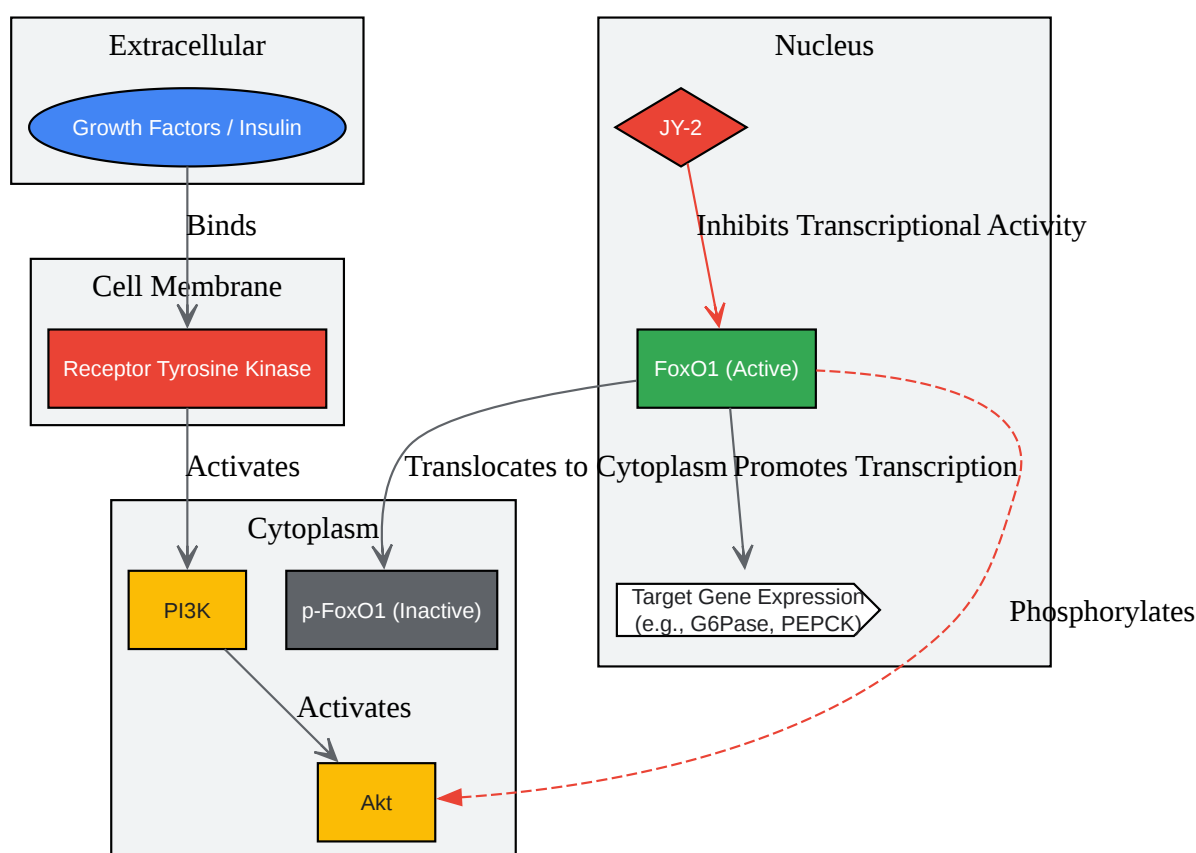 Extracellular
Nucleus
Growth Factors / Insulin
JY-2
Binds
Inhibits Transcriptional Activity
Cell Membrane
Receptor Tyrosine Kinase
FoxO1 (Active)
Activates
Translocates to Cytoplasm
Promotes Transcription
Cytoplasm
PI3K
p-FoxO1 (Inactive)
Target Gene Expression
(e.g., G6Pase, PEPCK)
Phosphorylates
Activates
Akt